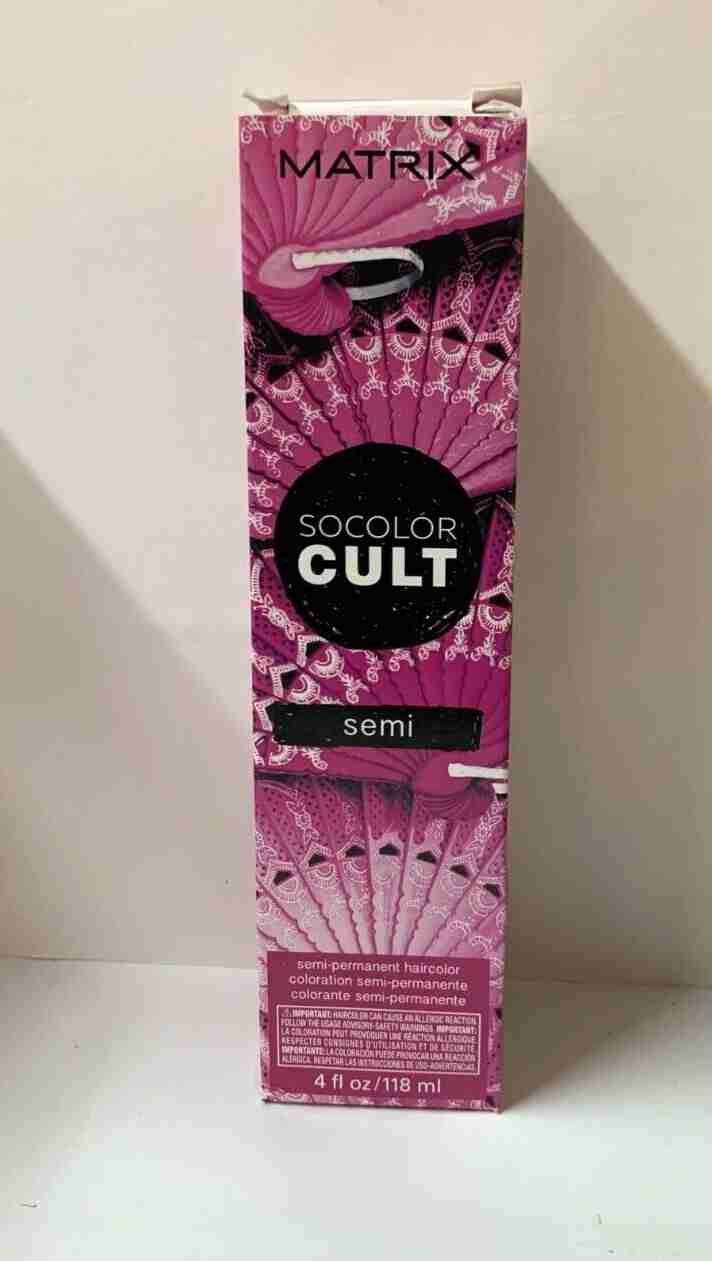 MATRIX
SOCOLOR
CULT
semi
semi-permanent haircolor
coloration semi-permanente
colorante semi-permanente
⚠IMPORTANT: HAIRCOLOR CAN CAUSE AN ALLERGIC REACTION.
FOLLOW THE USAGE ADVISORY-SAFETY WARNINGS. IMPORTANT:
LA COLORATION PEUT PROVOQUER UNE RÉACTION ALLERGIQUE.
RESPECTER CONSIGNES D'UTILISATION ET DE SÉCURITÉ.
IMPORTANTE: LA COLORACIÓN PUEDE PROVOCAR UNA REACCIÓN
ALÉRGICA. RESPETAR LAS INSTRUCCIONES DE USO-ADVERTENCIAS.
4 fl oz/118 ml